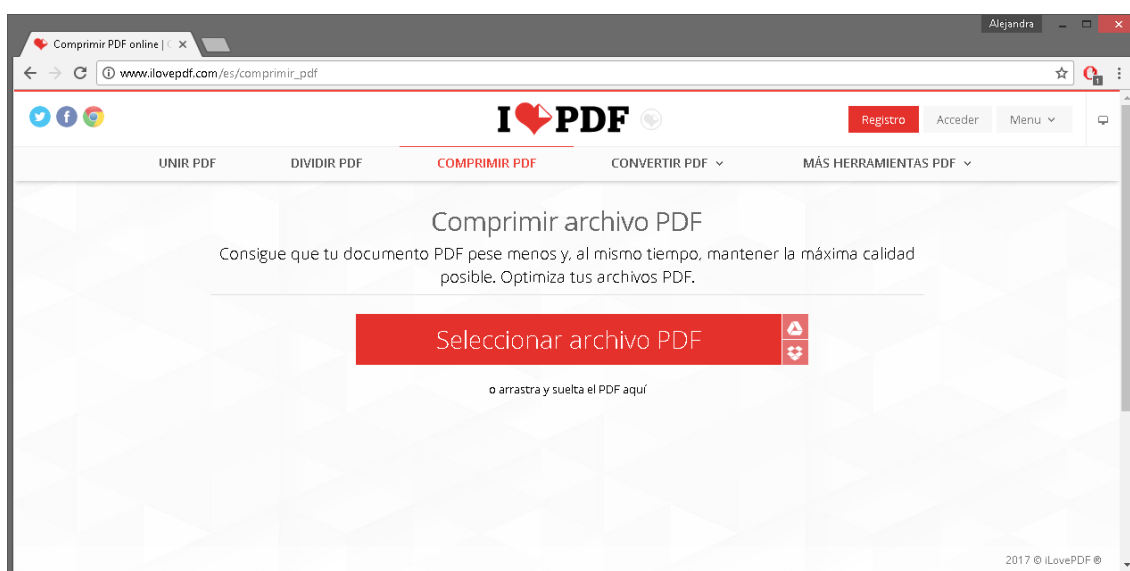 Alejandra
Comprimir PDF online | C
www.ilovepdf.com/es/comprimir_pdf
1
I PDF
Registro Acceder Menu
UNIR PDF DIVIDIR PDF COMPRIMIR PDF CONVERTIR PDF MÁS HERRAMIENTAS PDF
Comprimir archivo PDF
Consigue que tu documento PDF pese menos y, al mismo tiempo, mantener la máxima calidad
posible. Optimiza tus archivos PDF.
Seleccionar archivo PDF
o arrastra y suelta el PDF aquí
2017 © iLovePDF ®